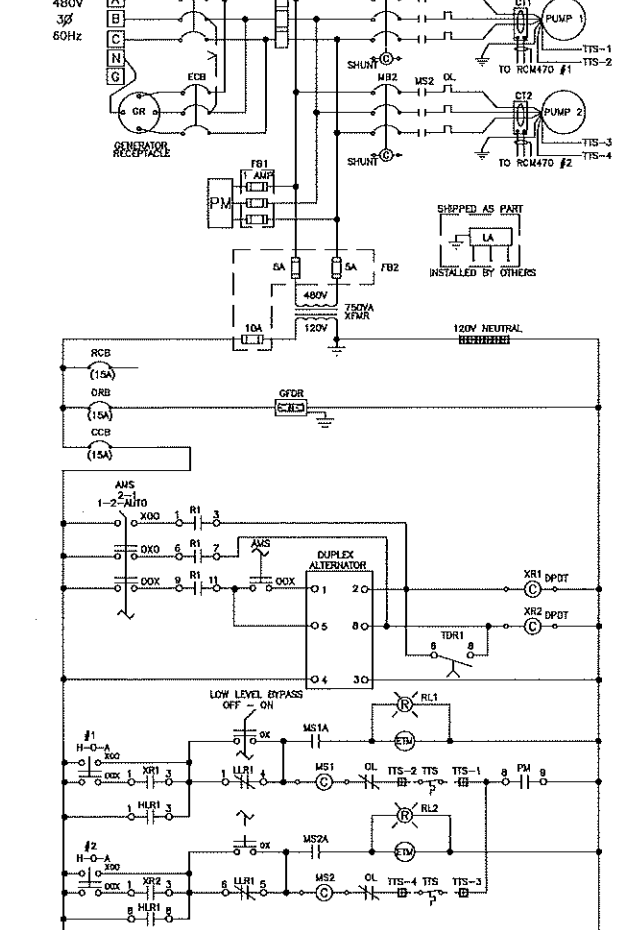 480V
A
CT1
3Ø
B
PUMP 1
60Hz
C
N
SHUNT
C
TTS-1
TTS-2
TO RCM470 #1
G
ECB
MB2
MS2
OL
CT2
GR
PUMP 2
GENERATOR
RECEPTACLE
SHUNT
C
TTS-3
TTS-4
TO RCM470 #2
FB1
1 AMP
PM
SHIPPED AS PART
LA
INSTALLED BY OTHERS
5A
5A
FB2
480V
750VA
XFMR
10A
120V
120V NEUTRAL
RCB
(15A)
DRB
(15A)
GFDR
CCB
(15A)
AMS
2-1
1-2-AUTO
XOO
1
R1
3
OXO
6
R1
7
AMS
DUPLEX
ALTERNATOR
OOX
9
R1
11
OOX
1
2
XR1
DPDT
C
5
8
XR2
DPDT
C
TDR1
6
8
4
3
LOW LEVEL BYPASS
OFF - ON
RL1
R
OX
MS1A
ETM
#1
H-O-A
XOO
OOX
1
XR1
3
1
LLR1
4
MS1
C
OL
TTS-2
TTS
TTS-1
8
PM
9
1
HLR1
3
RL2
R
OX
MS2A
ETM
#2
H-O-A
XOO
OOX
1
XR2
3
6
LLR1
5
MS2
C
OL
TTS-4
TTS
TTS-3
6
HLR1
8